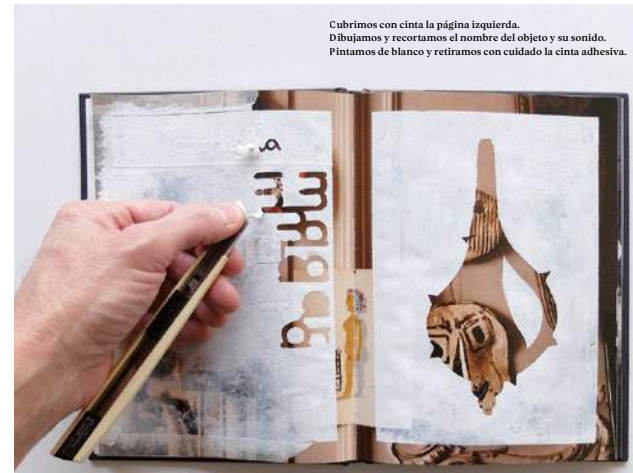 Cubrimos con cinta la página izquierda.
Dibujamos y recortamos el nombre del objeto y su sonido.
Pintamos de blanco y retiramos con cuidado la cinta adhesiva.